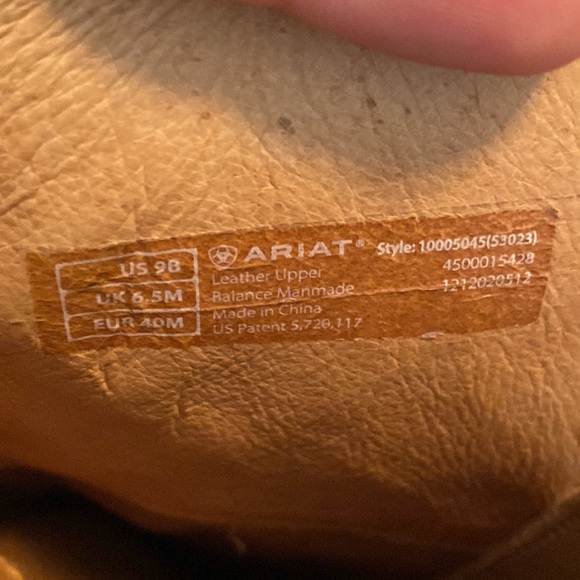 US 9B
UK 6.5M
EUR 40M
ARIAT®
Leather Upper
Balance Manmade
Made in China
US Patent 5,720,117
Style: 10005045(53023)
4500015428
1212020512